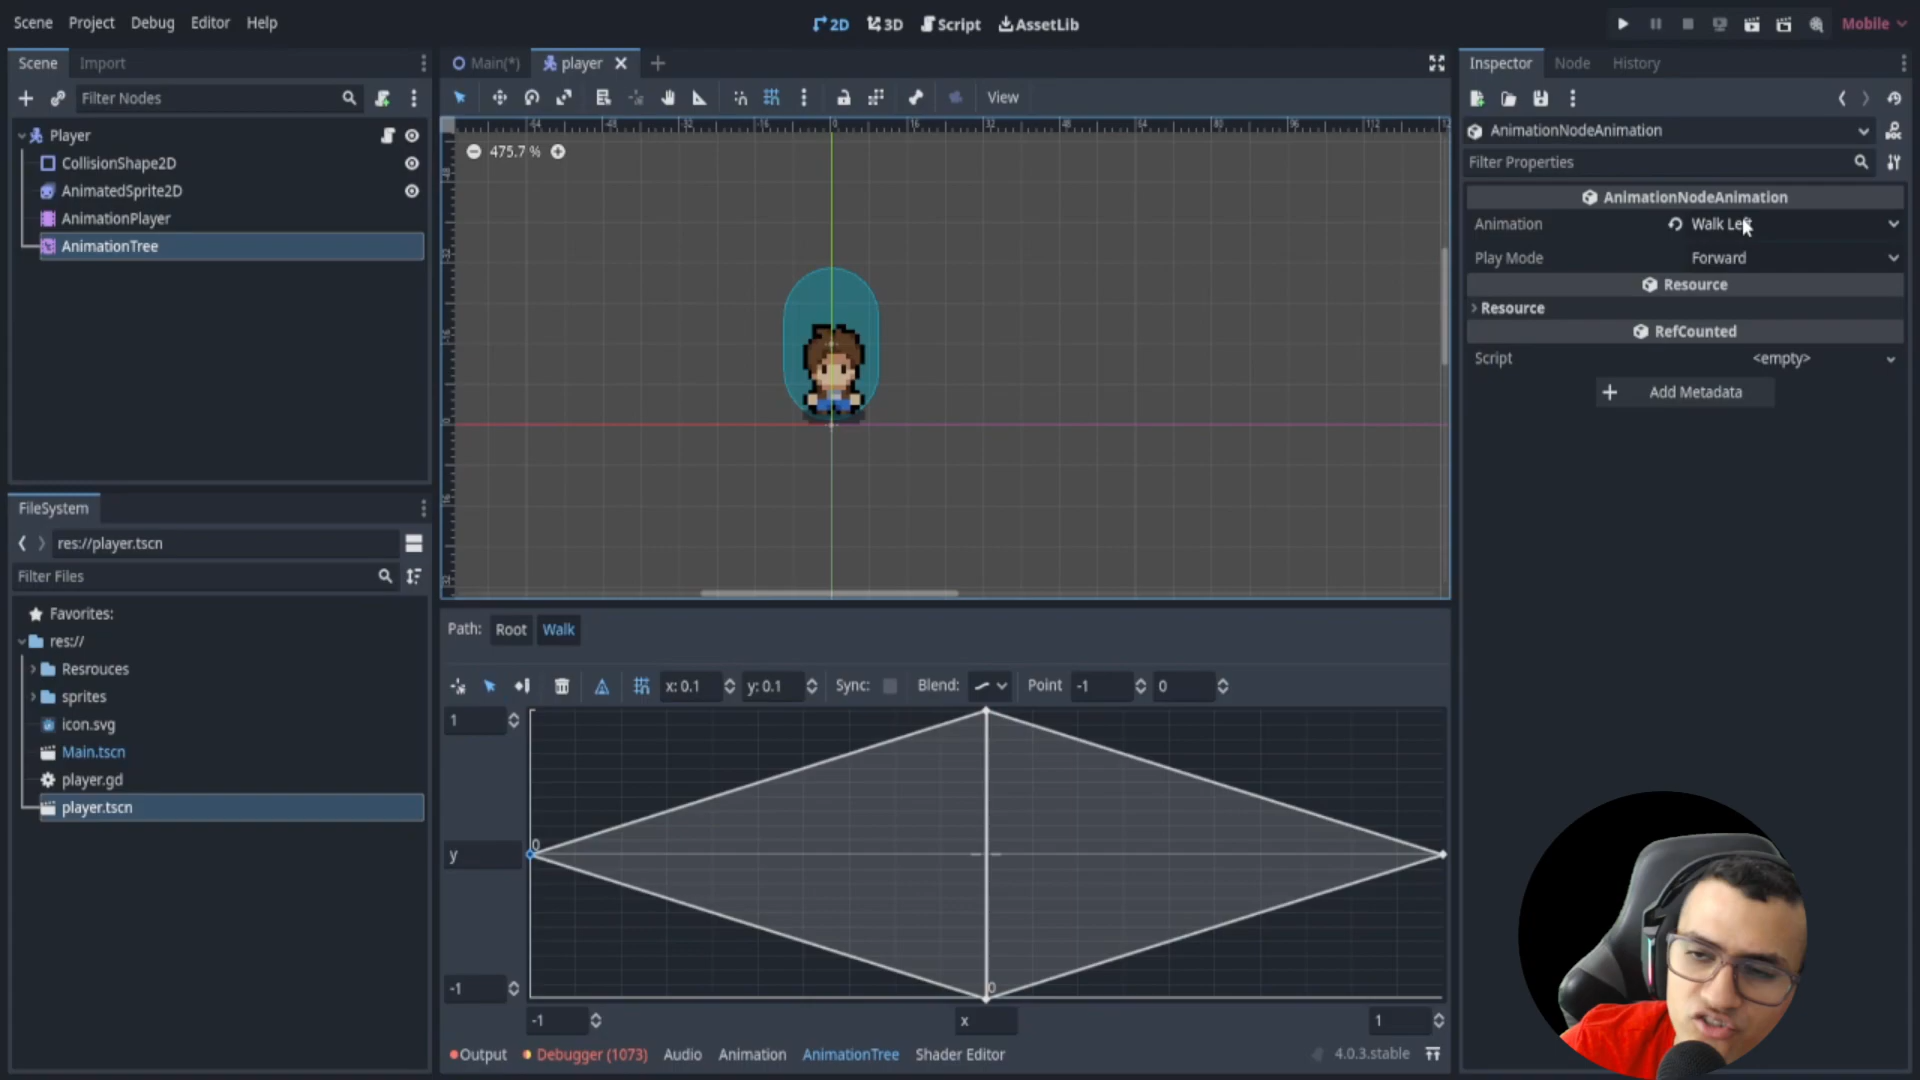 Scene Project Debug Editor Help
2D 3D Script AssetLib
Mobile
Scene Import
Filter Nodes
Player
CollisionShape2D
AnimatedSprite2D
AnimationPlayer
AnimationTree
FileSystem
res://player.tscn
Filter Files
Favorites:
res://
Resrouces
sprites
icon.svg
Main.tscn
player.gd
player.tscn
Main(*) player
View
475.7 %
Path: Root Walk
x: 0.1 y: 0.1 Sync: Blend: Point -1 0
1
0
y
-1
0
-1 x 1
Output Debugger (1073) Audio Animation AnimationTree Shader Editor 4.0.3.stable
Inspector Node History
AnimationNodeAnimation
Filter Properties
AnimationNodeAnimation
Animation Walk Left
Play Mode Forward
Resource
Resource
RefCounted
Script <empty>
Add Metadata